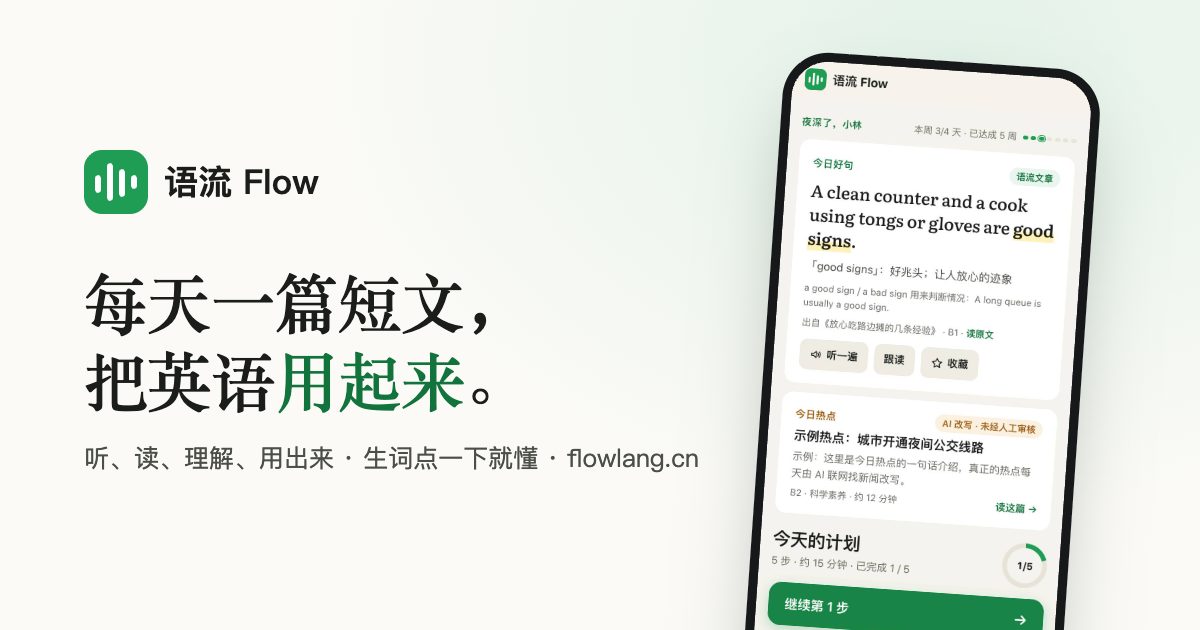 语流 Flow
每天一篇短文，
把英语用起来。
听、读、理解、用出来 · 生词点一下就懂 · flowlang.cn
语流 Flow
夜深了，小林
本周 3/4 天 · 已达成 5 周
今日好句
语流文章
A clean counter and a cook
using tongs or gloves are good
signs.
「good signs」：好兆头；让人放心的迹象
a good sign / a bad sign 用来判断情况：A long queue is
usually a good sign.
出自《放心吃路边摊的几条经验》 · B1 · 读原文
听一遍
跟读
收藏
今日热点
AI 改写 · 未经人工审核
示例热点：城市开通夜间公交线路
示例：这里是今日热点的一句话介绍，真正的热点每
天由 AI 联网找新闻改写。
B2 · 科学素养 · 约 12 分钟
读这篇 →
今天的计划
5 步 · 约 15 分钟 · 已完成 1 / 5
1/5
继续第 1 步 →